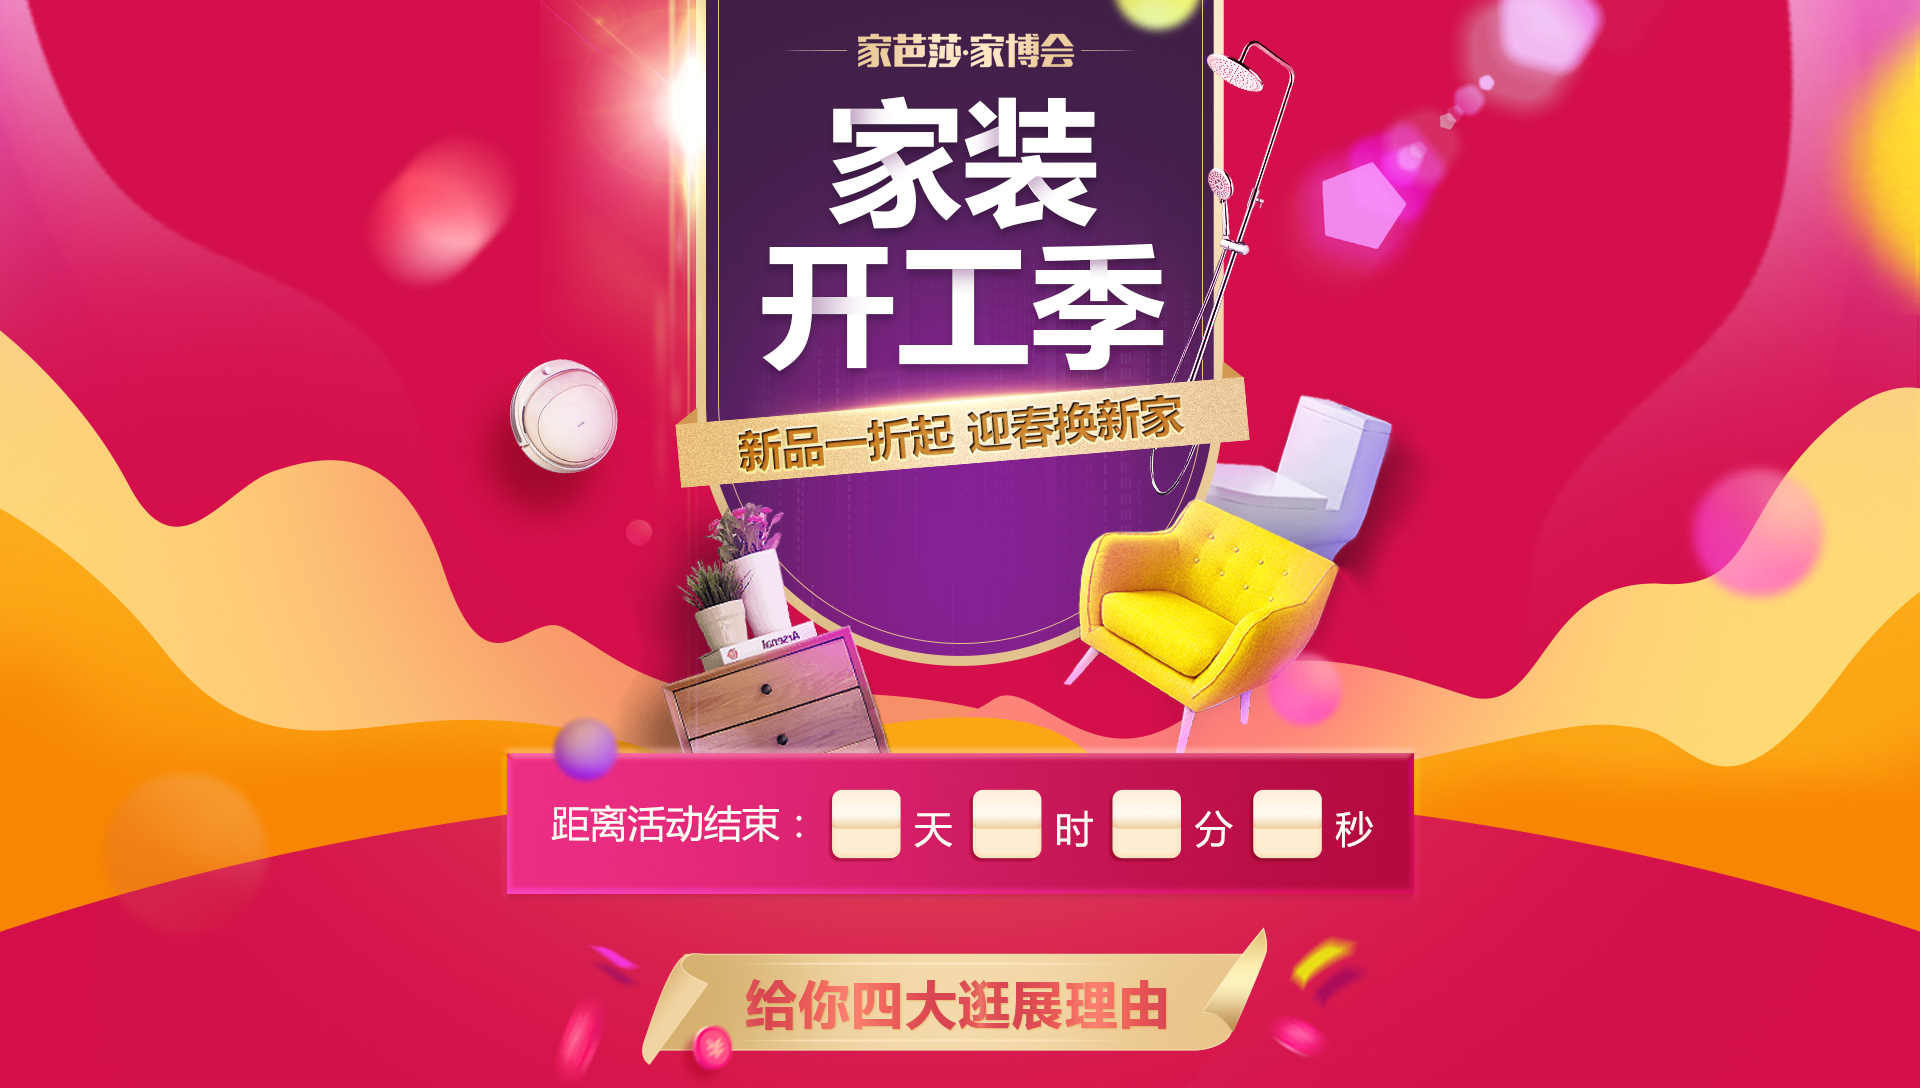 家芭莎·家博会
家装
开工季
新品一折起 迎春换新家
Arsenal
距离活动结束： 天 时 分 秒
给你四大逛展理由